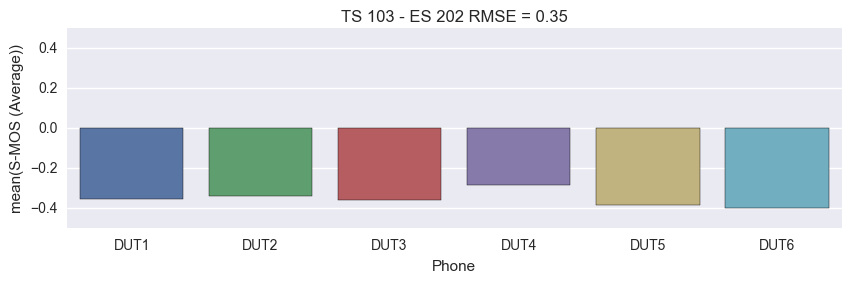 TS 103 - ES 202 RMSE = 0.35
mean(S-MOS (Average))
0.4
0.2
0.0
−0.2
−0.4
DUT1 DUT2 DUT3 DUT4 DUT5 DUT6
Phone